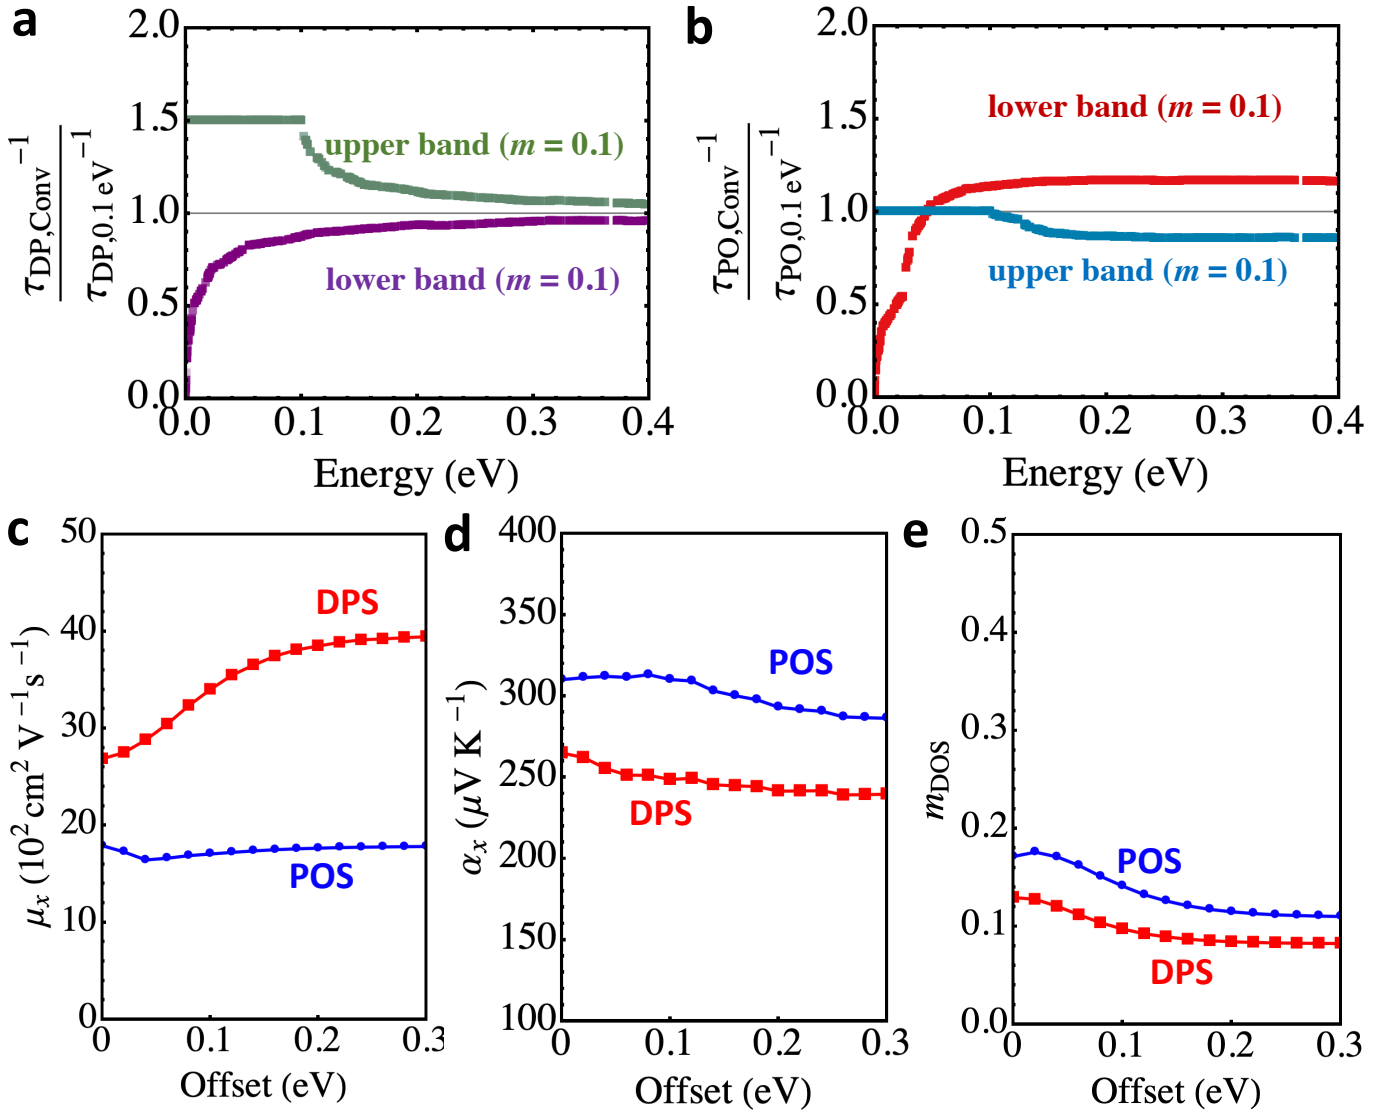 a
2.0
1.5
1.0
0.5
0.0
τDP,Conv⁻¹
τDP,0.1 eV⁻¹
upper band (m = 0.1)
lower band (m = 0.1)
0.0 0.1 0.2 0.3 0.4
Energy (eV)
b
2.0
1.5
1.0
0.5
0.0
τPO,Conv⁻¹
τPO,0.1 eV⁻¹
lower band (m = 0.1)
upper band (m = 0.1)
0.0 0.1 0.2 0.3 0.4
Energy (eV)
c
50
40
30
20
10
0
μx (10² cm² V⁻¹s⁻¹)
DPS
POS
0 0.1 0.2 0.3
Offset (eV)
d
400
350
300
250
200
150
100
αx (μV K⁻¹)
POS
DPS
0 0.1 0.2 0.3
Offset (eV)
e
0.5
0.4
0.3
0.2
0.1
0.0
mDOS
POS
DPS
0 0.1 0.2 0.3
Offset (eV)